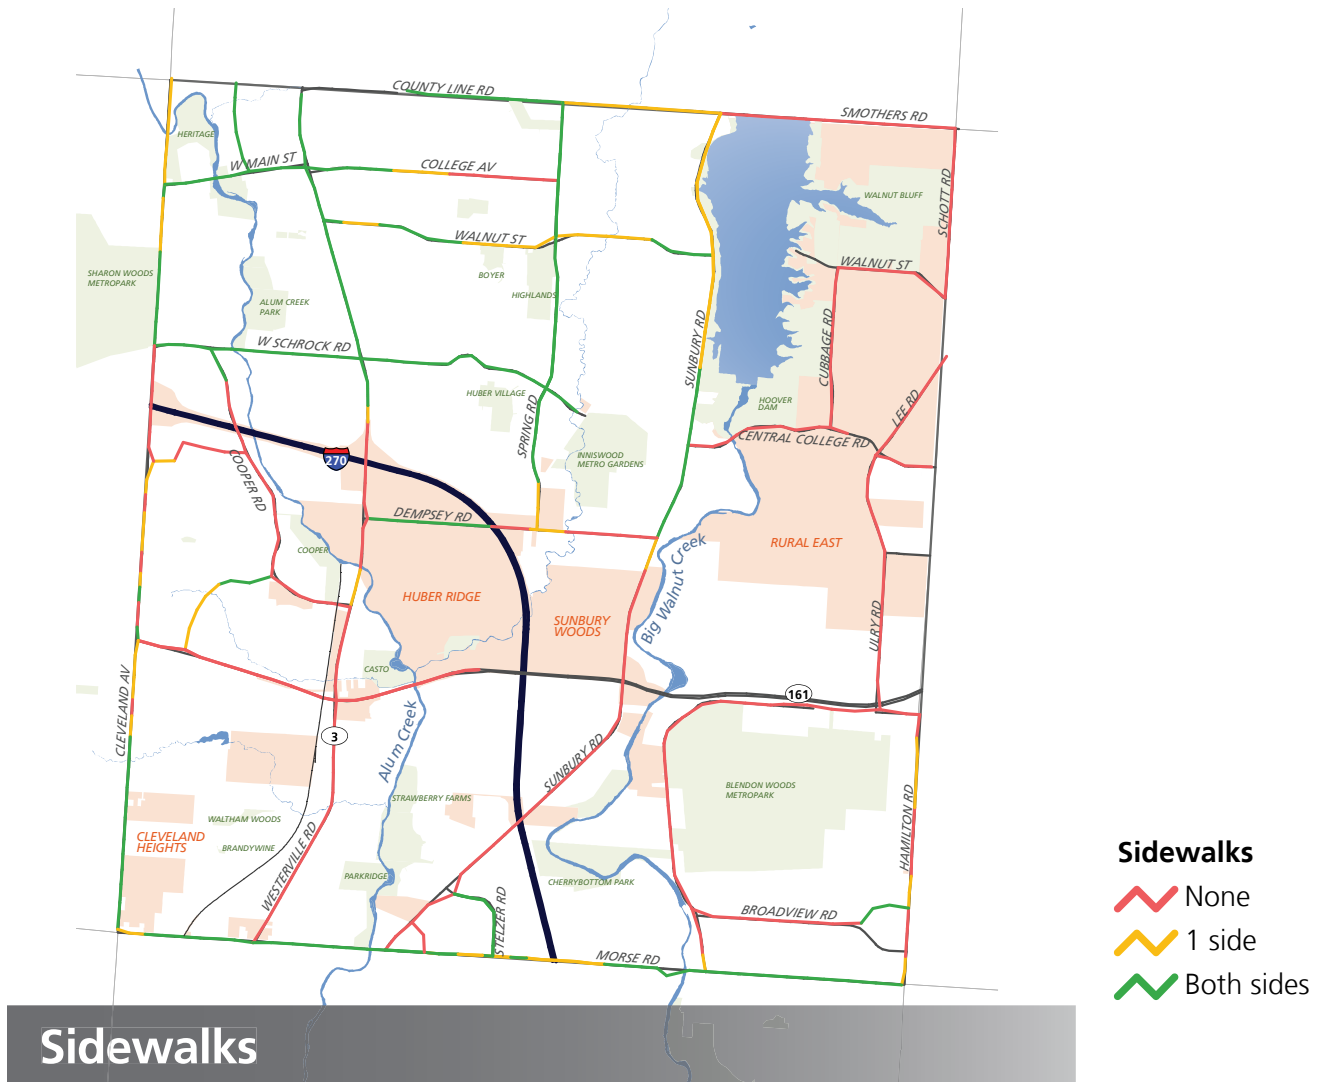 COUNTY LINE RD
SMOTHERS RD
HERITAGE
W MAIN ST
COLLEGE AV
WALNUT BLUFF
SCHOTT RD
WALNUT ST
WALNUT ST
SHARON WOODS
METROPARK
BOYER
HIGHLANDS
ALUM CREEK
PARK
SUNBURY RD
CUBBAGE RD
W SCHROCK RD
HUBER VILLAGE
HOOVER
DAM
LEE RD
SPRING RD
CENTRAL COLLEGE RD
INNISWOOD
METRO GARDENS
270
COOPER RD
DEMPSEY RD
COOPER
RURAL EAST
Big Walnut Creek
HUBER RIDGE
SUNBURY
WOODS
ULRY RD
CASTO
CLEVELAND AV
161
Alum Creek
3
SUNBURY RD
BLENDON WOODS
METROPARK
STRAWBERRY FARMS
HAMILTON RD
WALTHAM WOODS
CLEVELAND
HEIGHTS
BRANDYWINE
WESTERVILLE RD
PARKRIDGE
CHERRYBOTTOM PARK
STELZER RD
BROADVIEW RD
MORSE RD
Sidewalks
None
1 side
Both sides
Sidewalks